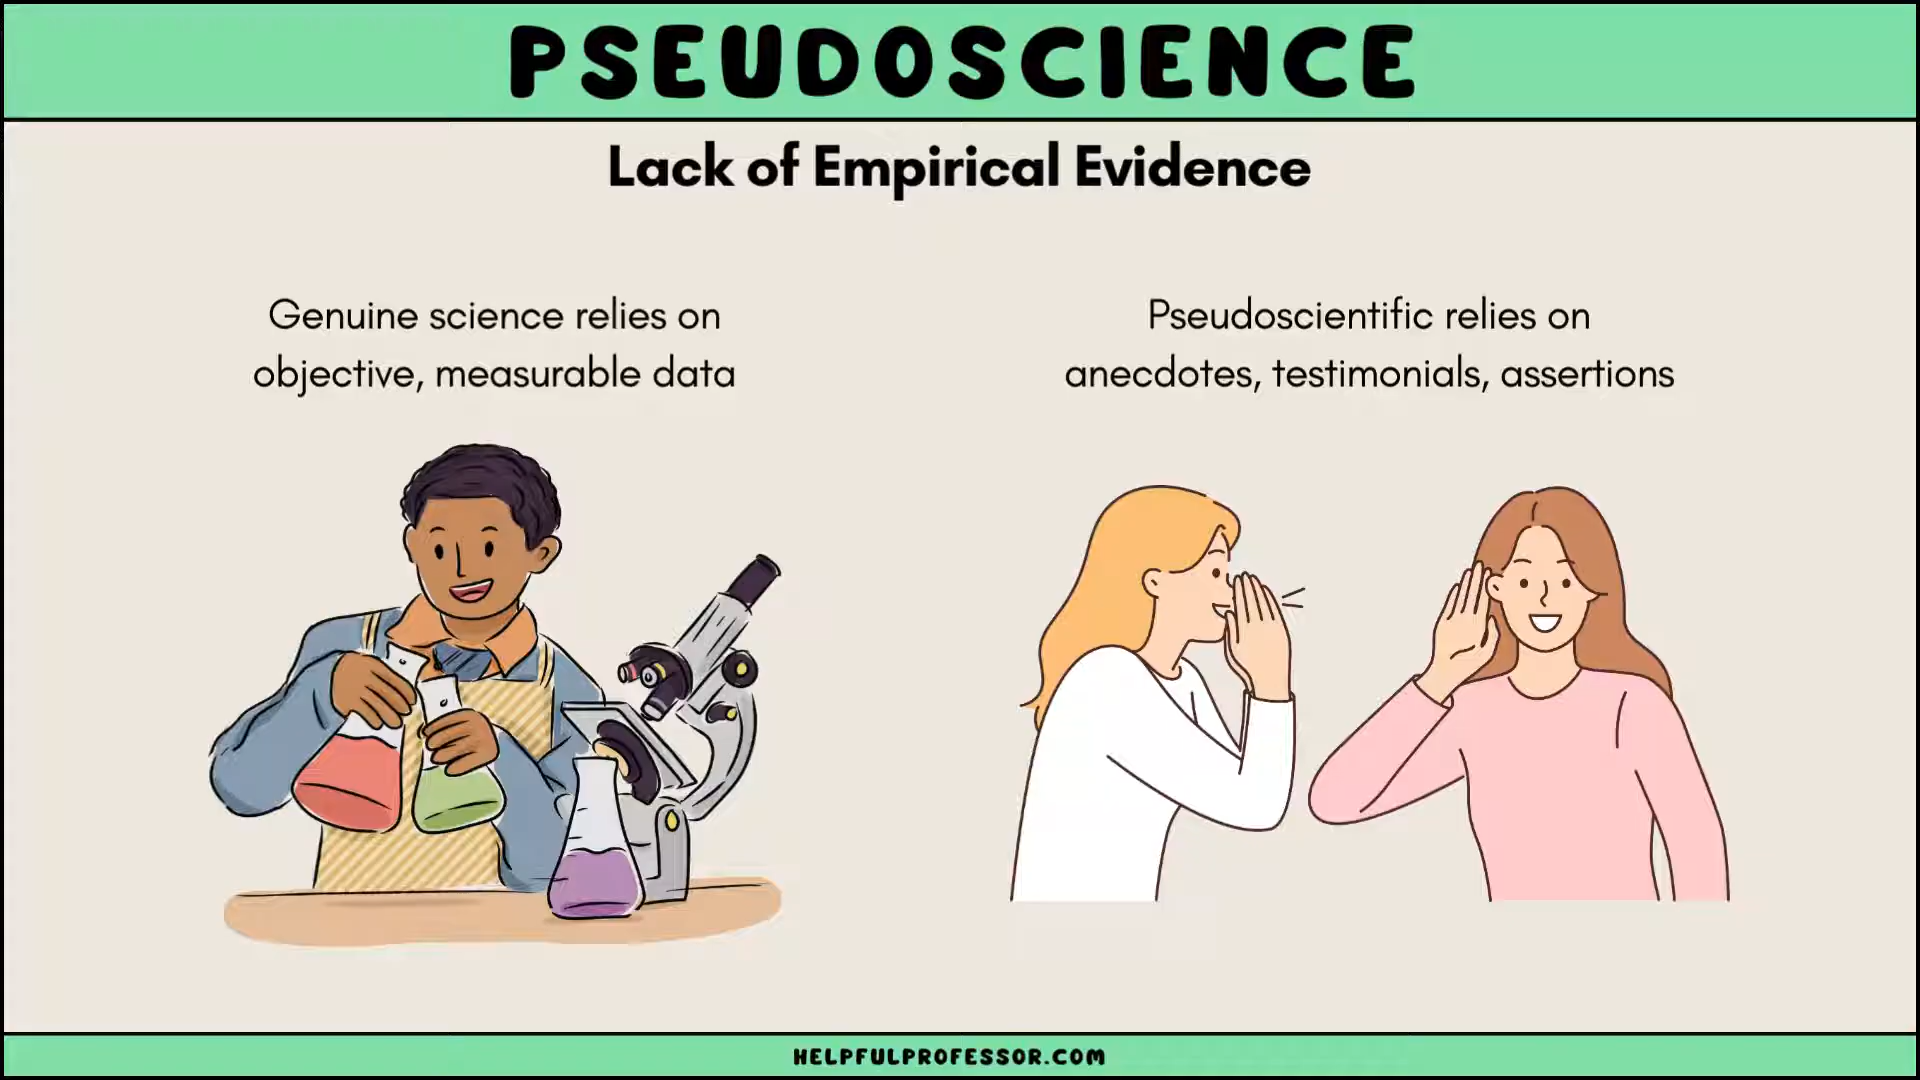 PSEUDOSCIENCE
Lack of Empirical Evidence
Genuine science relies on
objective, measurable data
Pseudoscientific relies on
anecdotes, testimonials, assertions
HELPFULPROFESSOR.COM